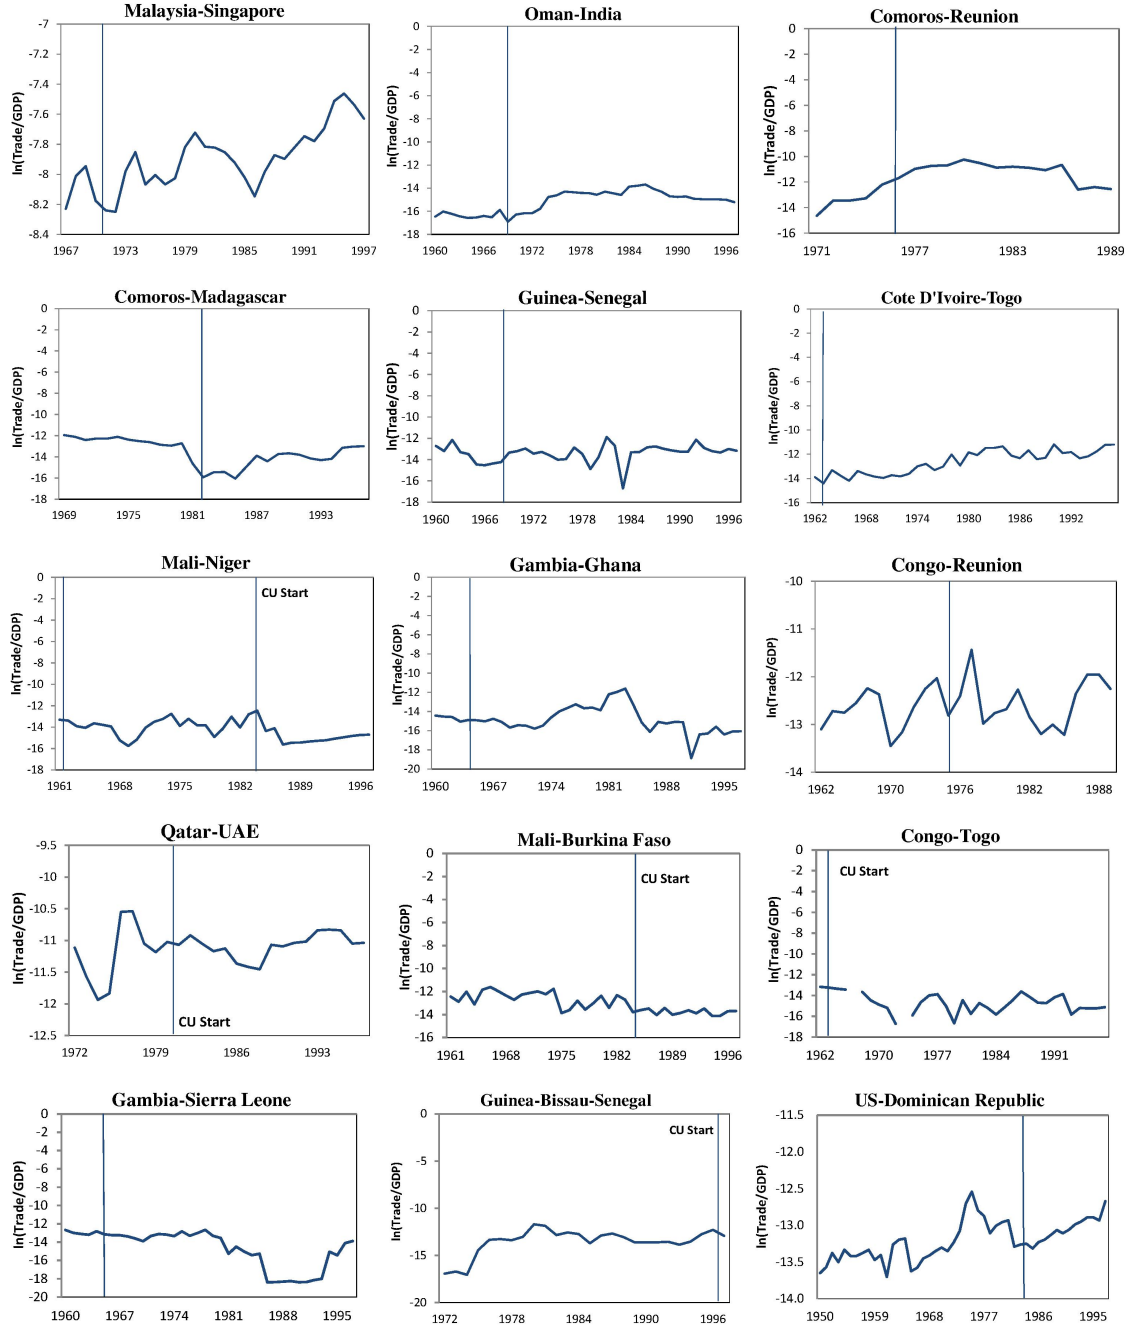 Malaysia-Singapore
ln(Trade/GDP)
-7
-7.2
-7.4
-7.6
-7.8
-8
-8.2
-8.4
1967 1973 1979 1985 1991 1997
Oman-India
ln(Trade/GDP)
0
-2
-4
-6
-8
-10
-12
-14
-16
-18
1960 1966 1972 1978 1984 1990 1996
Comoros-Reunion
ln(Trade/GDP)
0
-2
-4
-6
-8
-10
-12
-14
-16
1971 1977 1983 1989
Comoros-Madagascar
ln(Trade/GDP)
0
-2
-4
-6
-8
-10
-12
-14
-16
-18
1969 1975 1981 1987 1993
Guinea-Senegal
ln(Trade/GDP)
0
-2
-4
-6
-8
-10
-12
-14
-16
-18
1960 1966 1972 1978 1984 1990 1996
Cote D'Ivoire-Togo
ln(Trade/GDP)
0
-2
-4
-6
-8
-10
-12
-14
-16
1962 1968 1974 1980 1986 1992
Mali-Niger
ln(Trade/GDP)
0
-2
-4
-6
-8
-10
-12
-14
-16
-18
CU Start
1961 1968 1975 1982 1989 1996
Gambia-Ghana
ln(Trade/GDP)
0
-2
-4
-6
-8
-10
-12
-14
-16
-18
-20
1960 1967 1974 1981 1988 1995
Congo-Reunion
ln(Trade/GDP)
-10
-11
-12
-13
-14
1962 1970 1976 1982 1988
Qatar-UAE
ln(Trade/GDP)
-9.5
-10
-10.5
-11
-11.5
-12
-12.5
CU Start
1972 1979 1986 1993
Mali-Burkina Faso
ln(Trade/GDP)
0
-2
-4
-6
-8
-10
-12
-14
-16
CU Start
1961 1968 1975 1982 1989 1996
Congo-Togo
ln(Trade/GDP)
0
-2
-4
-6
-8
-10
-12
-14
-16
-18
CU Start
1962 1970 1977 1984 1991
Gambia-Sierra Leone
ln(Trade/GDP)
0
-2
-4
-6
-8
-10
-12
-14
-16
-18
-20
1960 1967 1974 1981 1988 1995
Guinea-Bissau-Senegal
ln(Trade/GDP)
0
-5
-10
-15
-20
CU Start
1972 1978 1984 1990 1996
US-Dominican Republic
ln(Trade/GDP)
-11.5
-12.0
-12.5
-13.0
-13.5
-14.0
1950 1959 1968 1977 1986 1995